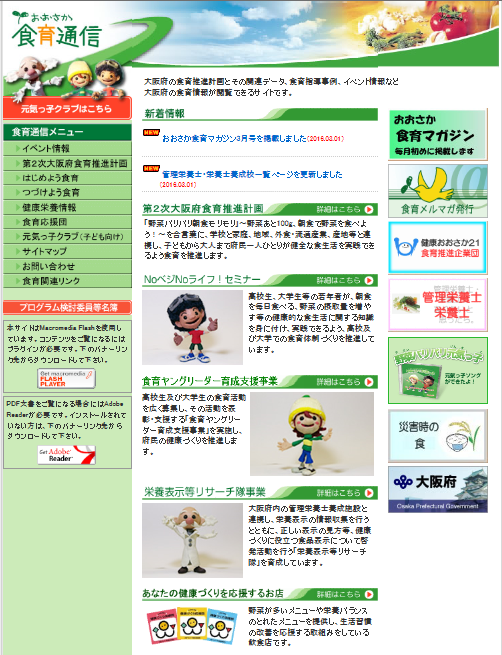 おおさか
食育通信
元気っ子クラブはこちら
食育通信メニュー
イベント情報
第2次大阪府食育推進計画
はじめよう食育
つづけよう食育
健康栄養情報
食育応援団
元気っ子クラブ(子ども向け)
サイトマップ
お問い合わせ
食育関連リンク
プログラム検討委員等名簿
本サイトはMacromedia Flashを使用
しています。コンテンツをご覧になるには
プラグインが必要です。下のバナーリン
ク先からダウンロードして下さい。
Get macromedia
FLASH
PLAYER
PDF文書をご覧になる場合にはAdobe
Readerが必要です。インストールされて
いない方は、下のバナーリンク先から
ダウンロードして下さい。
Get Adobe
Reader
大阪府の食育推進計画とその関連データ、食育指導事例、イベント情報など
大阪府の食育情報が閲覧できるサイトです。
新着情報
NEW
おおさか食育マガジン3月号を掲載しました(2016.03.01)
NEW
管理栄養士・栄養士養成校一覧ページを更新しました
(2016.03.01)
第2次大阪府食育推進計画
詳細はこちら
「野菜バリバリ朝食モリモリ」～野菜あと100g、朝食で野菜を食べよ
う！～を合言葉に、学校と家庭、地域、外食・流通産業、産地等と連
携し、子どもから大人まで府民一人ひとりが健全な食生活を実践でき
るよう食育を推進します。
NoベジNoライフ！セミナー
詳細はこちら
高校生、大学生等の若年者が、朝食
を毎日食べる、野菜の摂取量を増や
す等の健康的な食生活に関する知識
を身に付け、実践できるよう、高校及
び大学での食育体制づくりを推進して
います。
食育ヤングリーダー育成支援事業
詳細はこちら
高校生及び大学生の食育活動
を広く募集し、その活動を表
彰・支援する「食育ヤングリー
ダー育成支援事業」を実施し、
府民の健康づくりを推進しま
す。
栄養表示等リサーチ隊事業
詳細はこちら
大阪府内の管理栄養士養成施設と
連携し、栄養表示の情報収集を行う
とともに、正しい表示の見方等、健康
づくりに役立つ食品表示について啓
発活動を行う「栄養表示等リサーチ
隊」を育成しています。
あなたの健康づくりを応援するお店
詳細はこちら
野菜が多いメニューや栄養バランス
のとれたメニューを提供し、生活習慣
の改善を応援する取組みをしている
飲食店です。
おおさか
食育マガジン
毎月初めに掲載します
食育メルマガ発行
健康おおさか21
食育推進企業団
管理栄養士
栄養士
野菜バリバリ元気っ子
元気っ子ソング
ができたよ！
災害時の
食
大阪府
Osaka Prefectural Government